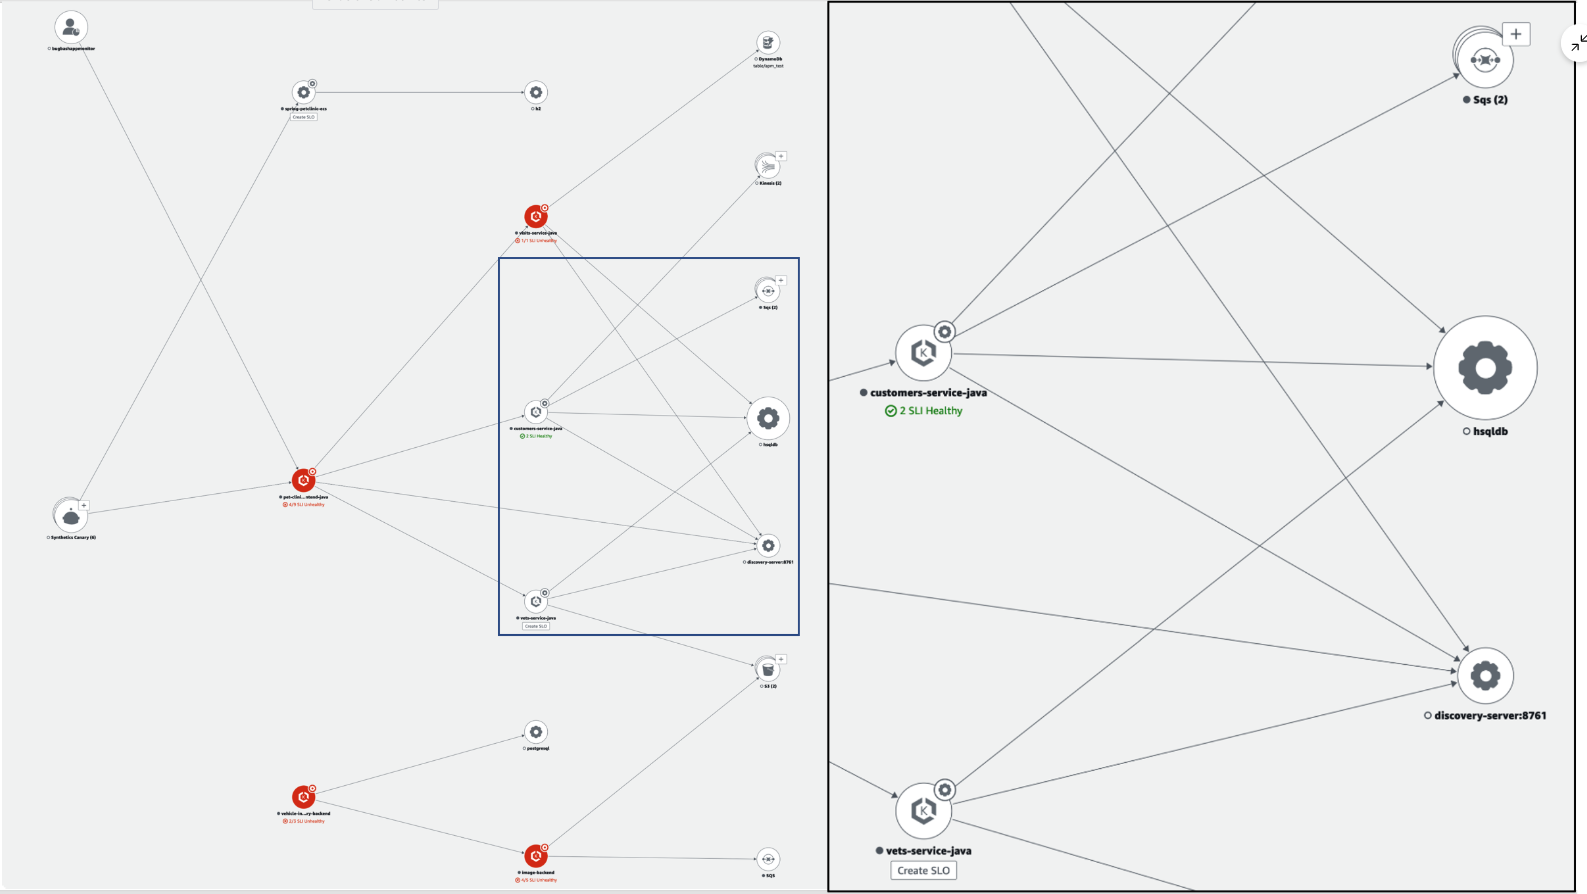 DynamoDb
table/apm_test
spring-petclinic-ecs
Create SLO
h2
Kinesis (2)
visits-service-java
1/1 SLI Unhealthy
Sqs (2)
customers-service-java
2 SLI Healthy
hsqldb
pet-clini...
4/9 SLI Unhealthy
Synthetics Canary (6)
discovery-server:8761
vets-service-java
Create SLO
S3 (2)
postgresql
vehicle-in...ry-backend
2/3 SLI Unhealthy
image-backend
4/5 SLI Unhealthy
SQS
Sqs (2)
customers-service-java
2 SLI Healthy
hsqldb
discovery-server:8761
vets-service-java
Create SLO